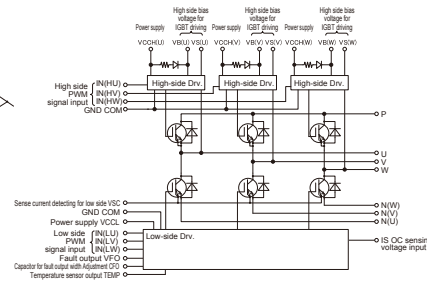 High side bias voltage for IGBT driving
High side bias voltage for IGBT driving
High side bias voltage for IGBT driving
Power supply
Power supply
Power supply
VCCH(U) VB(U) VS(U) VCCH(V) VB(V) VS(V) VCCH(W) VB(W) VS(W)
High-side Drv. High-side Drv. High-side Drv.
High side PWM signal input
IN(HU)
IN(HV)
IN(HW)
GND COM
P
U
V
W
Sense current detecting for low side VSC
GND COM
Power supply VCCL
Low side PWM signal input
IN(LU)
IN(LV)
IN(LW)
Fault output VFO
Capacitor for fault output width Adjustment CFO
Temperature sensor output TEMP
Low-side Drv.
N(W)
N(V)
N(U)
IS OC sensin
voltage input